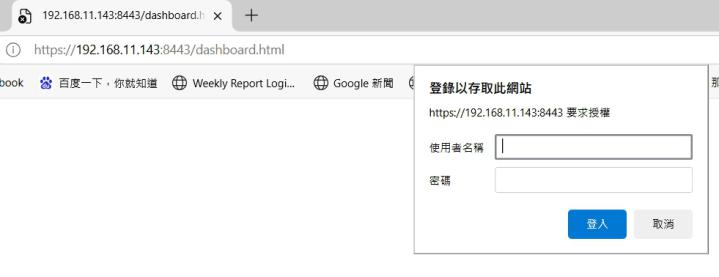 192.168.11.143:8443/dashboard.h
https://192.168.11.143:8443/dashboard.html
book 百度一下，你就知道 Weekly Report Logi... Google 新聞 那
登錄以存取此網站
https://192.168.11.143:8443 要求授權
使用者名稱
密碼
登入 取消